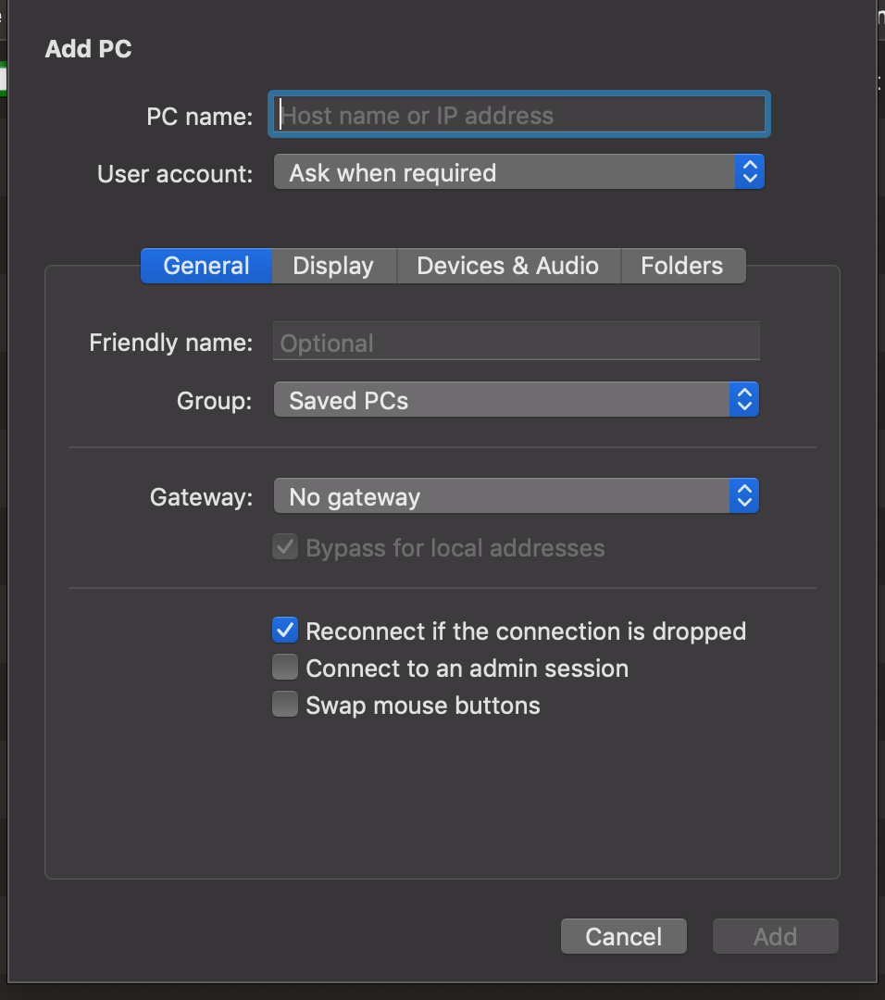 Add PC
PC name: Host name or IP address
User account: Ask when required
General Display Devices & Audio Folders
Friendly name: Optional
Group: Saved PCs
Gateway: No gateway
Bypass for local addresses
Reconnect if the connection is dropped
Connect to an admin session
Swap mouse buttons
Cancel Add